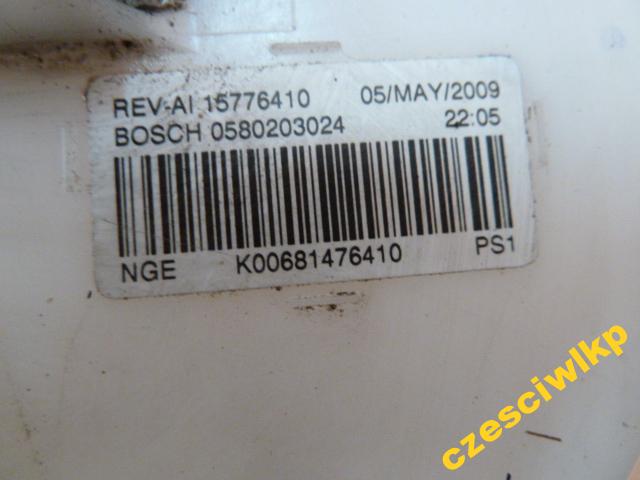 REV-AI 15776410 05/MAY/2009
BOSCH 0580203024 22:05
NGE K00681476410 PS1
czesciwlkp